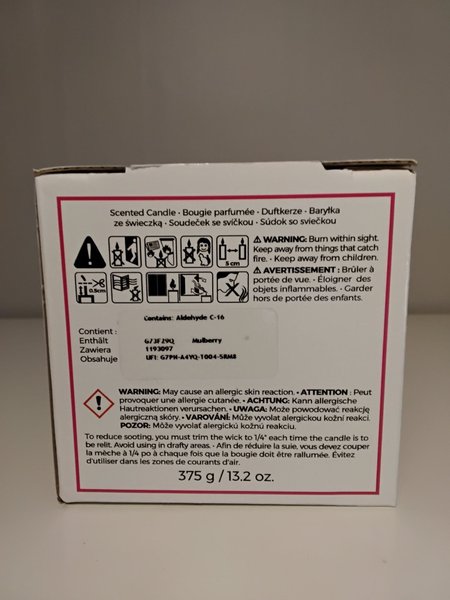 Scented Candle • Bougie parfumée • Duftkerze • Baryłka
ze świeczką • Soudeček se svíčkou • Súdok so sviečkou
⚠ WARNING: Burn within sight.
Keep away from things that catch
fire. • Keep away from children.
5 cm
⚠ AVERTISSEMENT : Brûler à
portée de vue. • Éloigner des
objets inflammables. • Garder
hors de portée des enfants.
0.5cm
Contains: Aldehyde C-16
Contient :
Enthält
Zawiera
Obsahuje
G73F29Q Mulberry
1193097
UFI: G7PH-A4YQ-1004-5RM8
WARNING: May cause an allergic skin reaction. • ATTENTION : Peut
provoquer une allergie cutanée. • ACHTUNG: Kann allergische
Hautreaktionen verursachen. • UWAGA: Może powodować reakcję
alergiczną skóry. • VAROVÁNÍ: Může vyvolat alergickou kožní reakci.
POZOR: Môže vyvolať alergickú kožnú reakciu.
To reduce sooting, you must trim the wick to 1/4" each time the candle is to
be relit. Avoid using in drafty areas. • Afin de réduire la suie, vous devez couper
la mèche à 1/4 po à chaque fois que la bougie doit être rallumée. Évitez
d'utiliser dans les zones de courants d'air.
375 g / 13.2 oz.